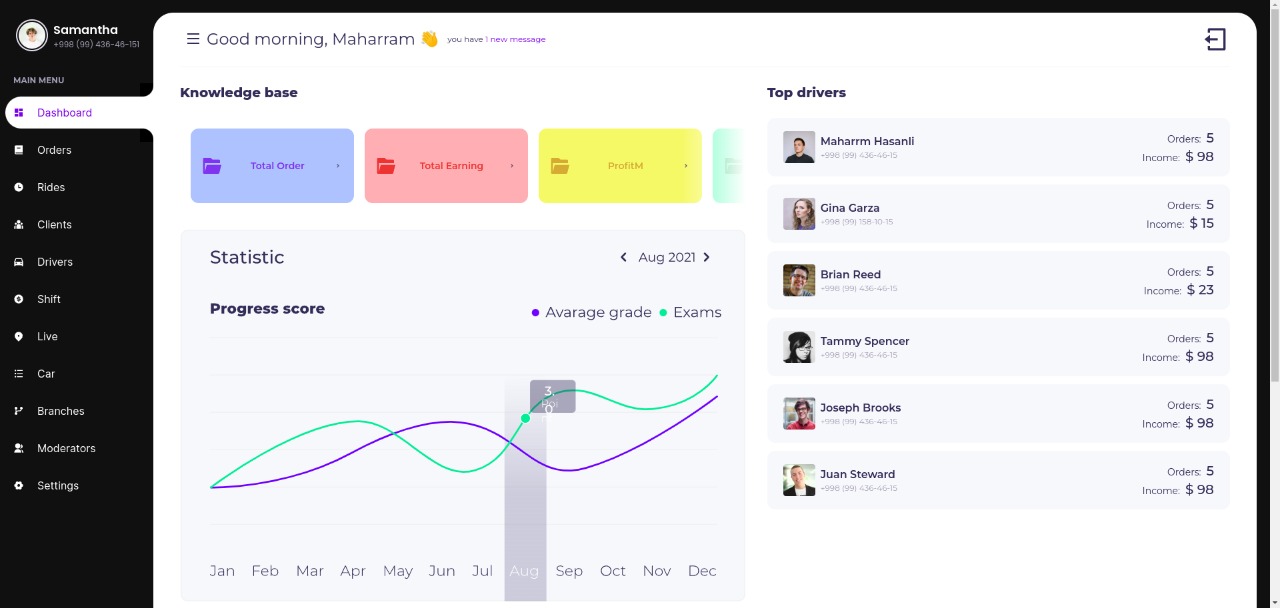 Samantha
+998 (99) 436-46-151
MAIN MENU
Dashboard
Orders
Rides
Clients
Drivers
Shift
Live
Car
Branches
Moderators
Settings
Good morning, Maharram 👋 you have 1 new message
Knowledge base
Total Order
Total Earning
ProfitM
Statistic
Aug 2021
Progress score
Avarage grade
Exams
3,
0
Jan Feb Mar Apr May Jun Jul Aug Sep Oct Nov Dec
Top drivers
Maharrm Hasanli
+998 (99) 436-46-15
Orders: 5
Income: $ 98
Gina Garza
+998 (99) 158-10-15
Orders: 5
Income: $ 15
Brian Reed
+998 (99) 436-46-15
Orders: 5
Income: $ 23
Tammy Spencer
+998 (99) 436-46-15
Orders: 5
Income: $ 98
Joseph Brooks
+998 (99) 436-46-15
Orders: 5
Income: $ 98
Juan Steward
+998 (99) 436-46-15
Orders: 5
Income: $ 98